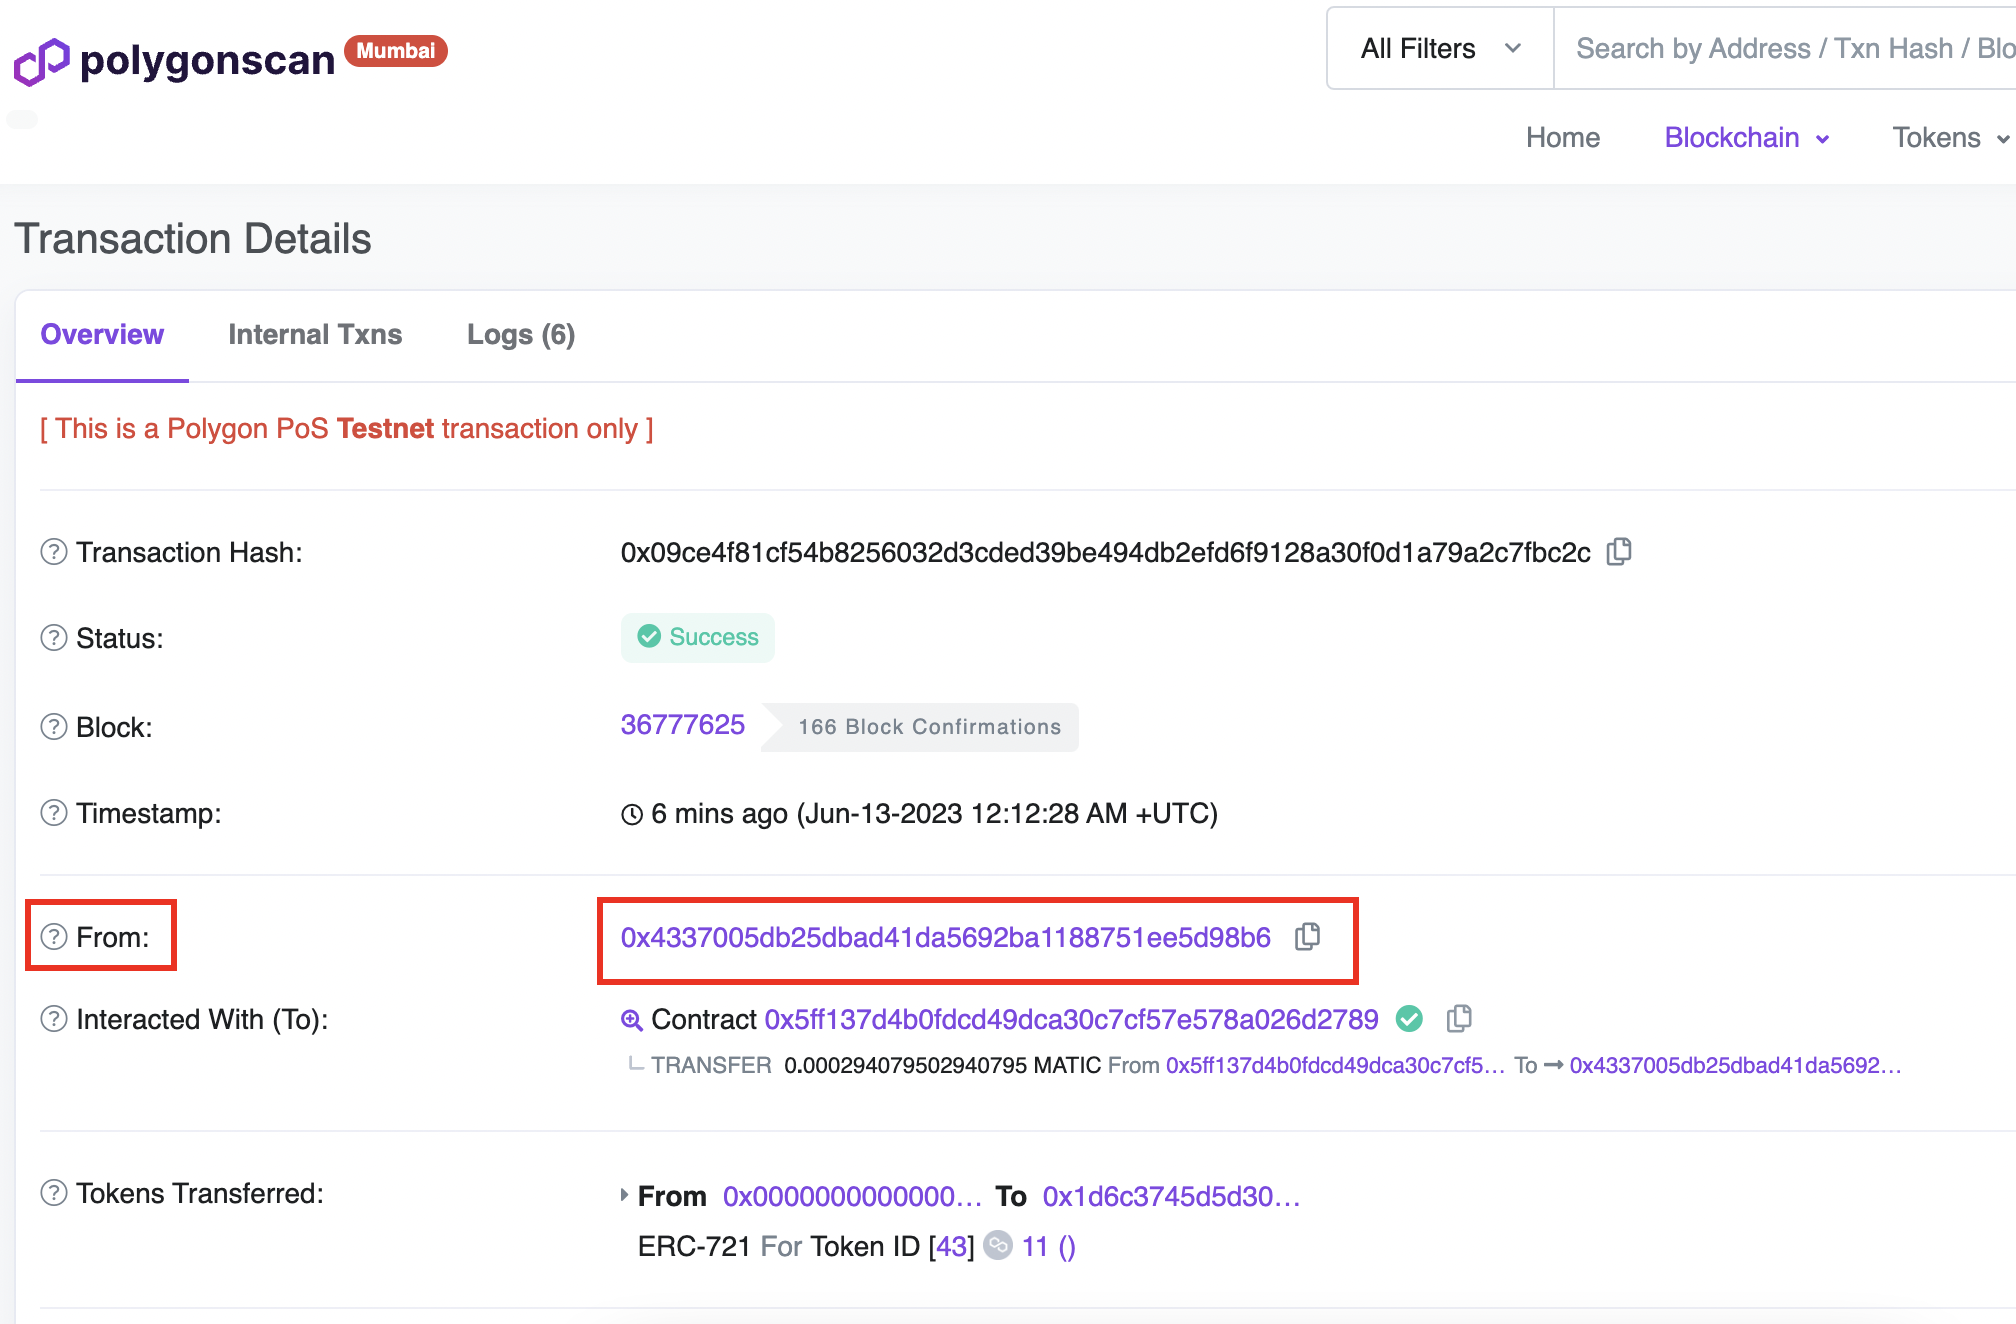 polygonscan Mumbai
All Filters
Search by Address / Txn Hash / Blo
Home Blockchain Tokens
Transaction Details
Overview Internal Txns Logs (6)
[ This is a Polygon PoS Testnet transaction only ]
Transaction Hash: 0x09ce4f81cf54b8256032d3cded39be494db2efd6f9128a30f0d1a79a2c7fbc2c
Status: Success
Block: 36777625 166 Block Confirmations
Timestamp: 6 mins ago (Jun-13-2023 12:12:28 AM +UTC)
From: 0x4337005db25dbad41da5692ba1188751ee5d98b6
Interacted With (To): Contract 0x5ff137d4b0fdcd49dca30c7cf57e578a026d2789
TRANSFER 0.000294079502940795 MATIC From 0x5ff137d4b0fdcd49dca30c7cf5... To → 0x4337005db25dbad41da5692...
Tokens Transferred: From 0x0000000000000... To 0x1d6c3745d5d30...
ERC-721 For Token ID [43] 11 ()